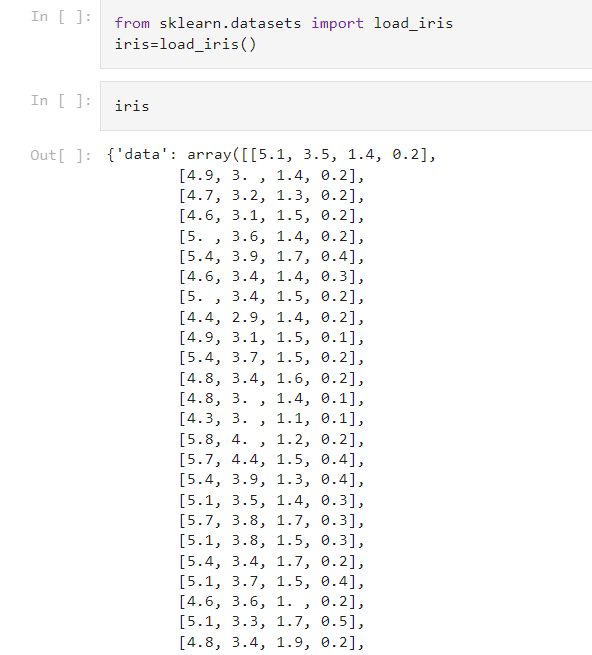 In [ ]: from sklearn.datasets import load_iris
iris=load_iris()
In [ ]: iris
Out[ ]: {'data': array([[5.1, 3.5, 1.4, 0.2],
[4.9, 3. , 1.4, 0.2],
[4.7, 3.2, 1.3, 0.2],
[4.6, 3.1, 1.5, 0.2],
[5. , 3.6, 1.4, 0.2],
[5.4, 3.9, 1.7, 0.4],
[4.6, 3.4, 1.4, 0.3],
[5. , 3.4, 1.5, 0.2],
[4.4, 2.9, 1.4, 0.2],
[4.9, 3.1, 1.5, 0.1],
[5.4, 3.7, 1.5, 0.2],
[4.8, 3.4, 1.6, 0.2],
[4.8, 3. , 1.4, 0.1],
[4.3, 3. , 1.1, 0.1],
[5.8, 4. , 1.2, 0.2],
[5.7, 4.4, 1.5, 0.4],
[5.4, 3.9, 1.3, 0.4],
[5.1, 3.5, 1.4, 0.3],
[5.7, 3.8, 1.7, 0.3],
[5.1, 3.8, 1.5, 0.3],
[5.4, 3.4, 1.7, 0.2],
[5.1, 3.7, 1.5, 0.4],
[4.6, 3.6, 1. , 0.2],
[5.1, 3.3, 1.7, 0.5],
[4.8, 3.4, 1.9, 0.2],